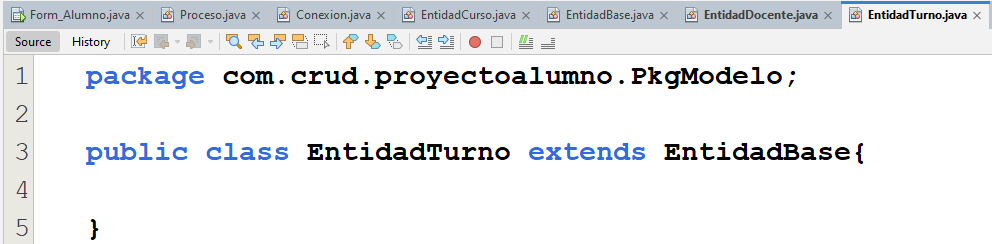 Form_Alumno.java Proceso.java Conexion.java EntidadCurso.java EntidadBase.java EntidadDocente.java EntidadTurno.java
Source History
1 package com.crud.proyectoalumno.PkgModelo;
2
3 public class EntidadTurno extends EntidadBase{
4
5 }